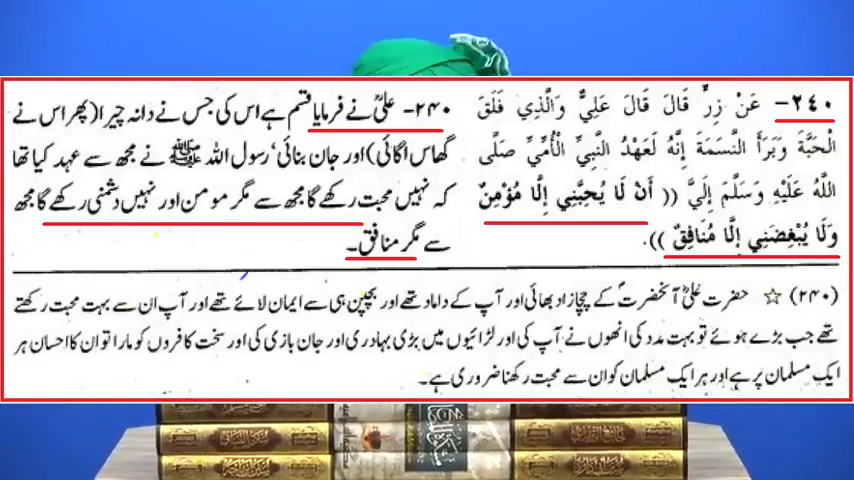 ٢٤٠- عَنْ زِرٍّ قَالَ قَالَ عَلِيٌّ وَالَّذِي فَلَقَ
الْحَبَّةَ وَبَرَأَ النَّسَمَةَ إِنَّهُ لَعَهْدُ النَّبِيِّ الْأُمِّيِّ صَلَّى
اللَّهُ عَلَيْهِ وَسَلَّمَ إِلَيَّ (( أَنْ لَا يُحِبَّنِي إِلَّا مُؤْمِنٌ
وَلَا يُبْغِضَنِي إِلَّا مُنَافِقٌ )).
۲۴۰- علیؓ نے فرمایا قسم ہے اس کی جس نے دانہ چیرا (پھر اس نے
گھاس اگائی) اور جان بنائی، رسول اللہ ﷺ نے مجھ سے عہد کیا تھا
کہ نہیں محبت رکھے گا مجھ سے مگر مومن اور نہیں دشمنی رکھے گا مجھ
سے مگر منافق۔
(۲۴۰) ☆ حضرت علیؓ آنحضرتؐ کے چچازاد بھائی اور آپ کے داماد تھے اور بچپن ہی سے ایمان لائے تھے اور آپ ان سے بہت محبت رکھتے
تھے جب بڑے ہوئے تو بہت مدد کی انھوں نے آپ کی اور لڑائیوں میں بڑی بہادری اور جان بازی کی اور سخت کافروں کو مارا تو ان کا احسان ہر
ایک مسلمان پر ہے اور ہر ایک مسلمان کو ان سے محبت رکھنا ضروری ہے۔